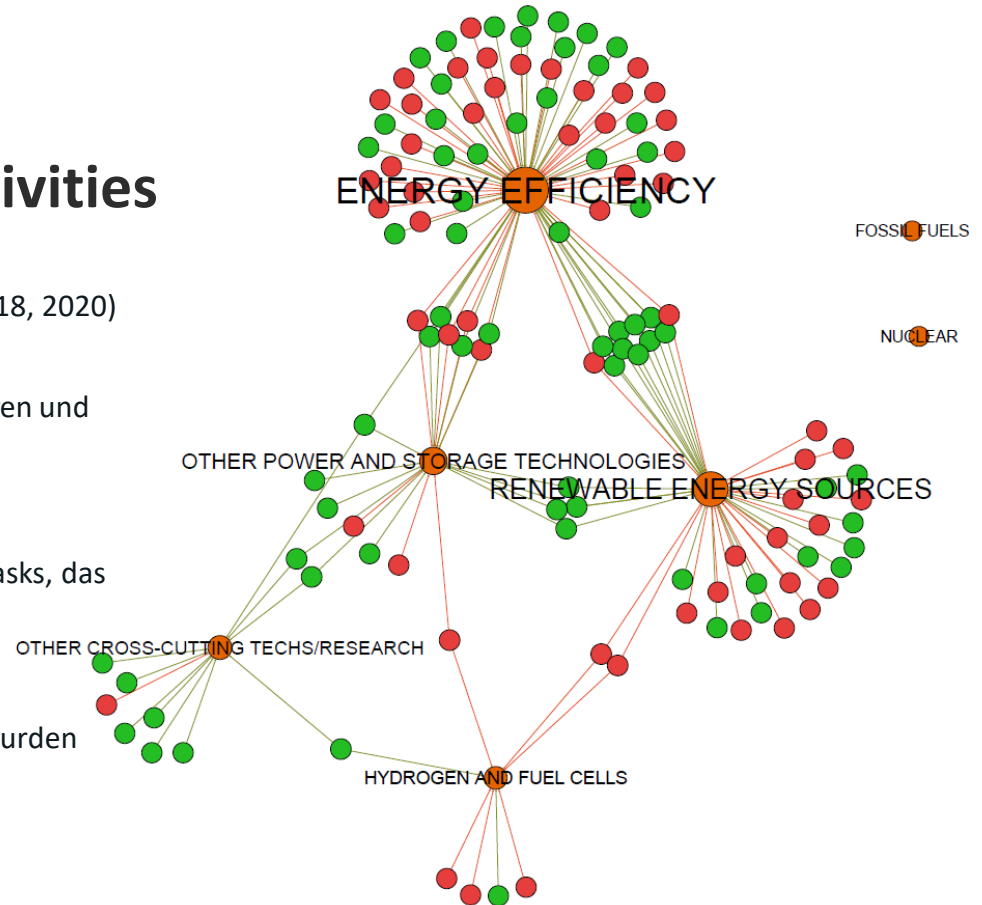 ivities
18, 2020)
en und
asks, das
urden
ENERGY EFFICIENCY
FOSSIL FUELS
NUCLEAR
OTHER POWER AND STORAGE TECHNOLOGIES
RENEWABLE ENERGY SOURCES
OTHER CROSS-CUTTING TECHS/RESEARCH
HYDROGEN AND FUEL CELLS